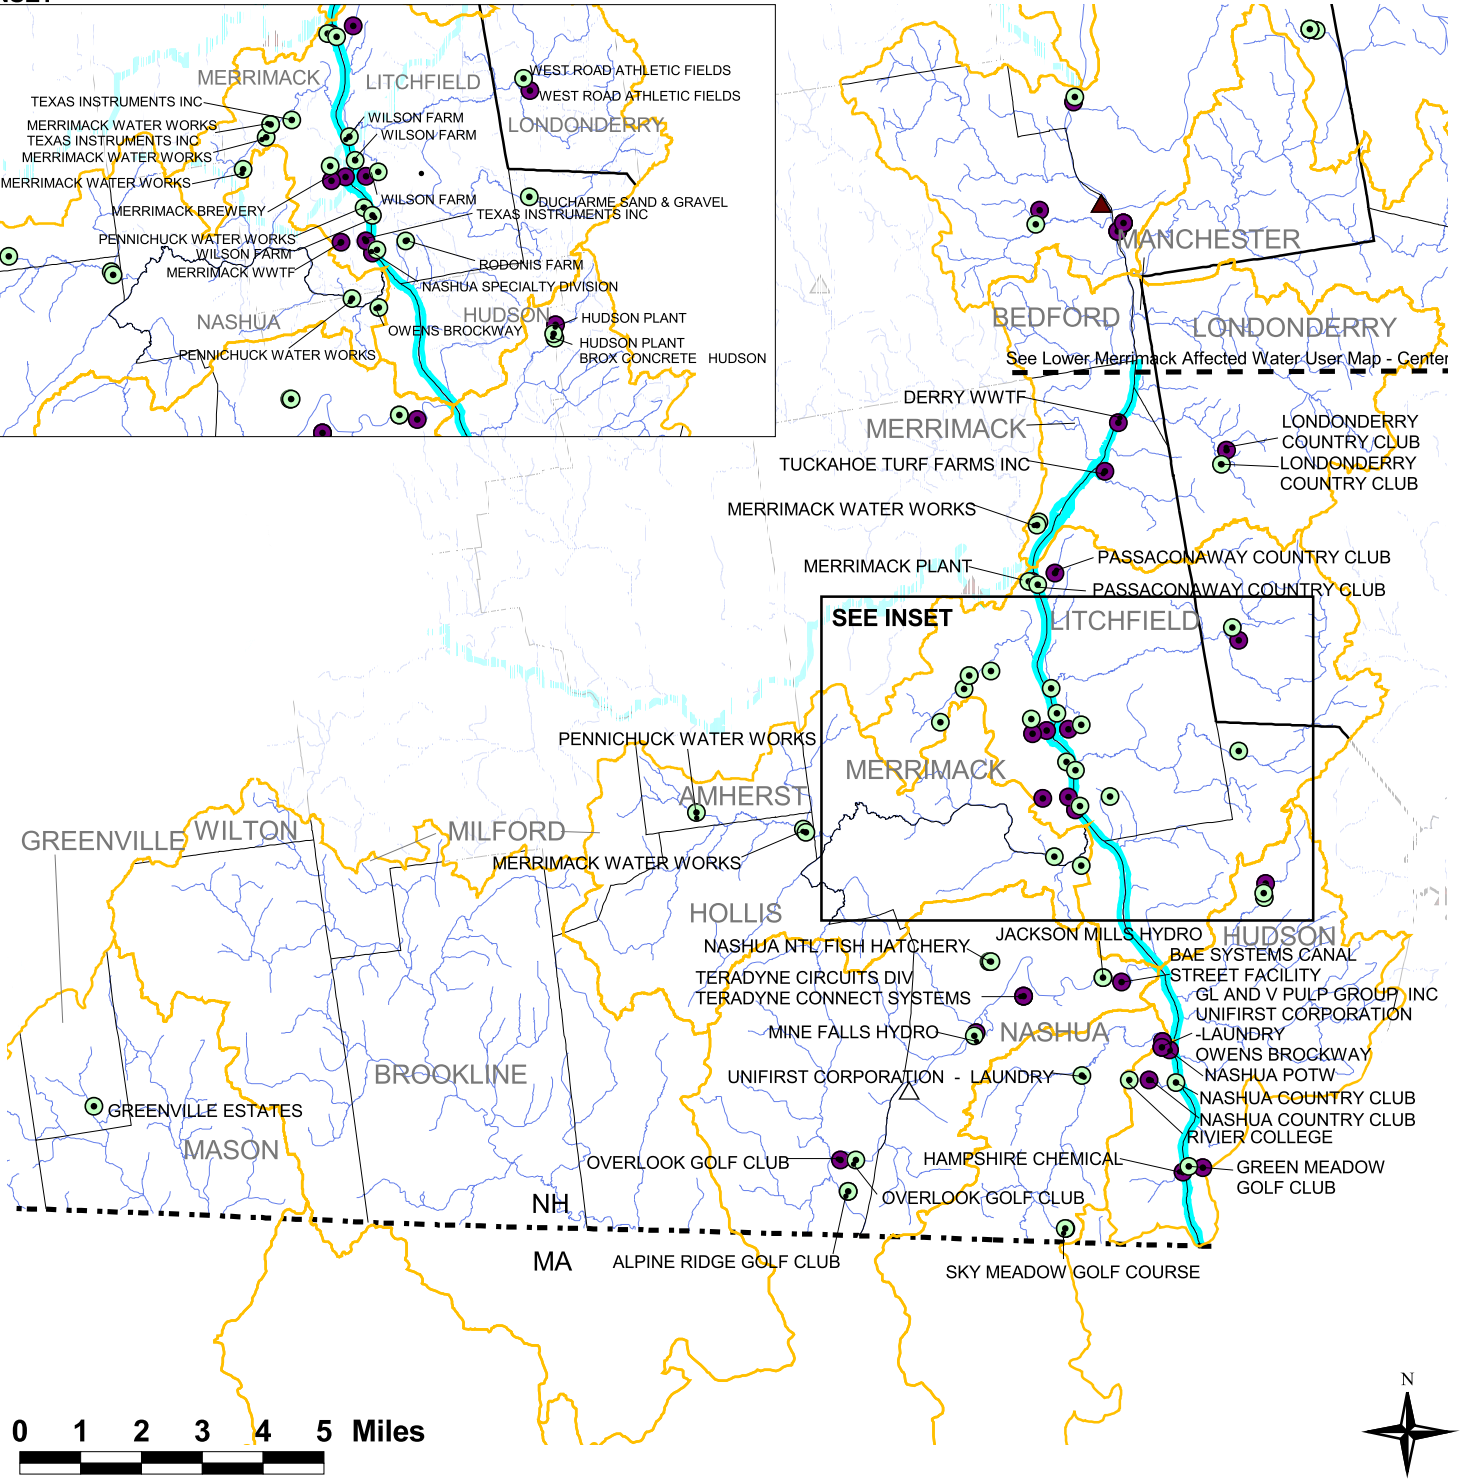 MERRIMACK
LITCHFIELD
WEST ROAD ATHLETIC FIELDS
WEST ROAD ATHLETIC FIELDS
TEXAS INSTRUMENTS INC
MERRIMACK WATER WORKS
TEXAS INSTRUMENTS INC
MERRIMACK WATER WORKS
MERRIMACK WATER WORKS
WILSON FARM
WILSON FARM
LONDONDERRY
MERRIMACK BREWERY
WILSON FARM
DUCHARME SAND & GRAVEL
TEXAS INSTRUMENTS INC
PENNICHUCK WATER WORKS
WILSON FARM
MERRIMACK WWTF
RODONIS FARM
NASHUA SPECIALTY DIVISION
NASHUA
HUDSON
HUDSON PLANT
OWENS BROCKWAY
HUDSON PLANT
PENNICHUCK WATER WORKS
BROX CONCRETE HUDSON
MANCHESTER
BEDFORD
LONDONDERRY
See Lower Merrimack Affected Water User Map - Center
DERRY WWTF
MERRIMACK
LONDONDERRY
COUNTRY CLUB
TUCKAHOE TURF FARMS INC
LONDONDERRY
COUNTRY CLUB
MERRIMACK WATER WORKS
PASSACONAWAY COUNTRY CLUB
MERRIMACK PLANT
PASSACONAWAY COUNTRY CLUB
SEE INSET
LITCHFIELD
PENNICHUCK WATER WORKS
MERRIMACK
AMHERST
GREENVILLE
WILTON
MILFORD
MERRIMACK WATER WORKS
HOLLIS
HUDSON
JACKSON MILLS HYDRO
NASHUA NTL FISH HATCHERY
BAE SYSTEMS CANAL
STREET FACILITY
TERADYNE CIRCUITS DIV
TERADYNE CONNECT SYSTEMS
GL AND V PULP GROUP INC
UNIFIRST CORPORATION
-LAUNDRY
MINE FALLS HYDRO
NASHUA
OWENS BROCKWAY
NASHUA POTW
BROOKLINE
UNIFIRST CORPORATION - LAUNDRY
NASHUA COUNTRY CLUB
NASHUA COUNTRY CLUB
RIVIER COLLEGE
GREENVILLE ESTATES
MASON
OVERLOOK GOLF CLUB
HAMPSHIRE CHEMICAL
GREEN MEADOW
GOLF CLUB
OVERLOOK GOLF CLUB
NH
MA
ALPINE RIDGE GOLF CLUB
SKY MEADOW GOLF COURSE
N
0 1 2 3 4 5 Miles